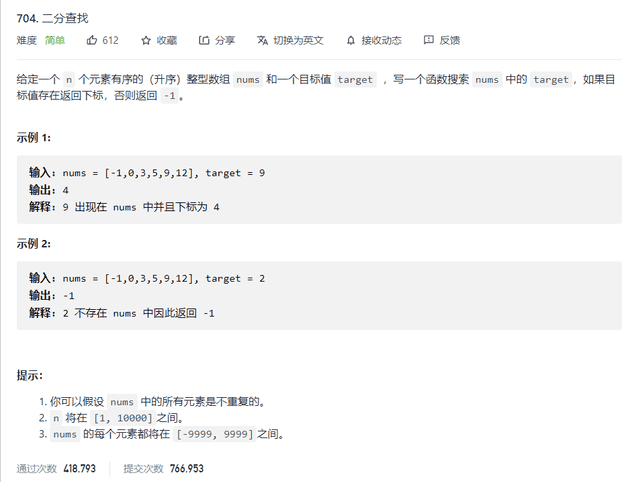 704. 二分查找
难度 简单 612 收藏 分享 切换为英文 接收动态 反馈
给定一个 n 个元素有序的（升序）整型数组 nums 和一个目标值 target ，写一个函数搜索 nums 中的 target，如果目
标值存在返回下标，否则返回 -1。
示例 1:
输入: nums = [-1,0,3,5,9,12], target = 9
输出: 4
解释: 9 出现在 nums 中并且下标为 4
示例 2:
输入: nums = [-1,0,3,5,9,12], target = 2
输出: -1
解释: 2 不存在 nums 中因此返回 -1
提示：
1. 你可以假设 nums 中的所有元素是不重复的。
2. n 将在 [1, 10000]之间。
3. nums 的每个元素都将在 [-9999, 9999]之间。
通过次数 418,793 提交次数 766,953